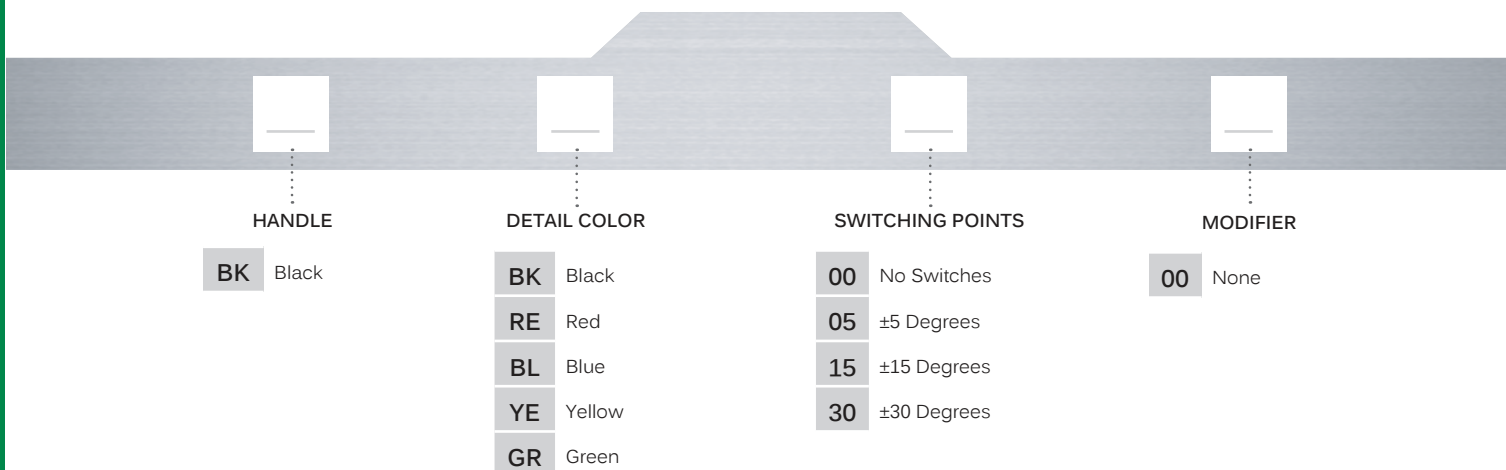 HANDLE
BK Black
DETAIL COLOR
BK Black
RE Red
BL Blue
YE Yellow
GR Green
SWITCHING POINTS
00 No Switches
05 ±5 Degrees
15 ±15 Degrees
30 ±30 Degrees
MODIFIER
00 None